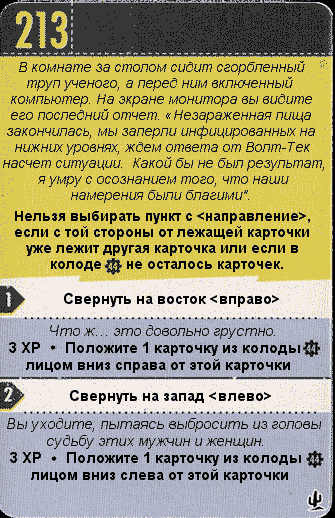 213
В комнате за столом сидит сгорбленный
труп ученого, а перед ним включенный
компьютер. На экране монитора вы видите
его последний отчет. «Незараженная пища
закончилась, мы заперли инфицированных на
нижних уровнях, ждем ответа от Волт-Тек
насчет ситуации. Какой бы не был результат,
я умру с осознанием того, что наши
намерения были благими".
Нельзя выбирать пункт с <направление>,
если с той стороны от лежащей карточки
уже лежит другая карточка или если в
колоде 44 не осталось карточек.
1 Свернуть на восток <вправо>
Что ж... это довольно грустно.
3 XP • Положите 1 карточку из колоды 44
лицом вниз справа от этой карточки
2 Свернуть на запад <влево>
Вы уходите, пытаясь выбросить из головы
судьбу этих мужчин и женщин.
3 XP • Положите 1 карточку из колоды 44
лицом вниз слева от этой карточки